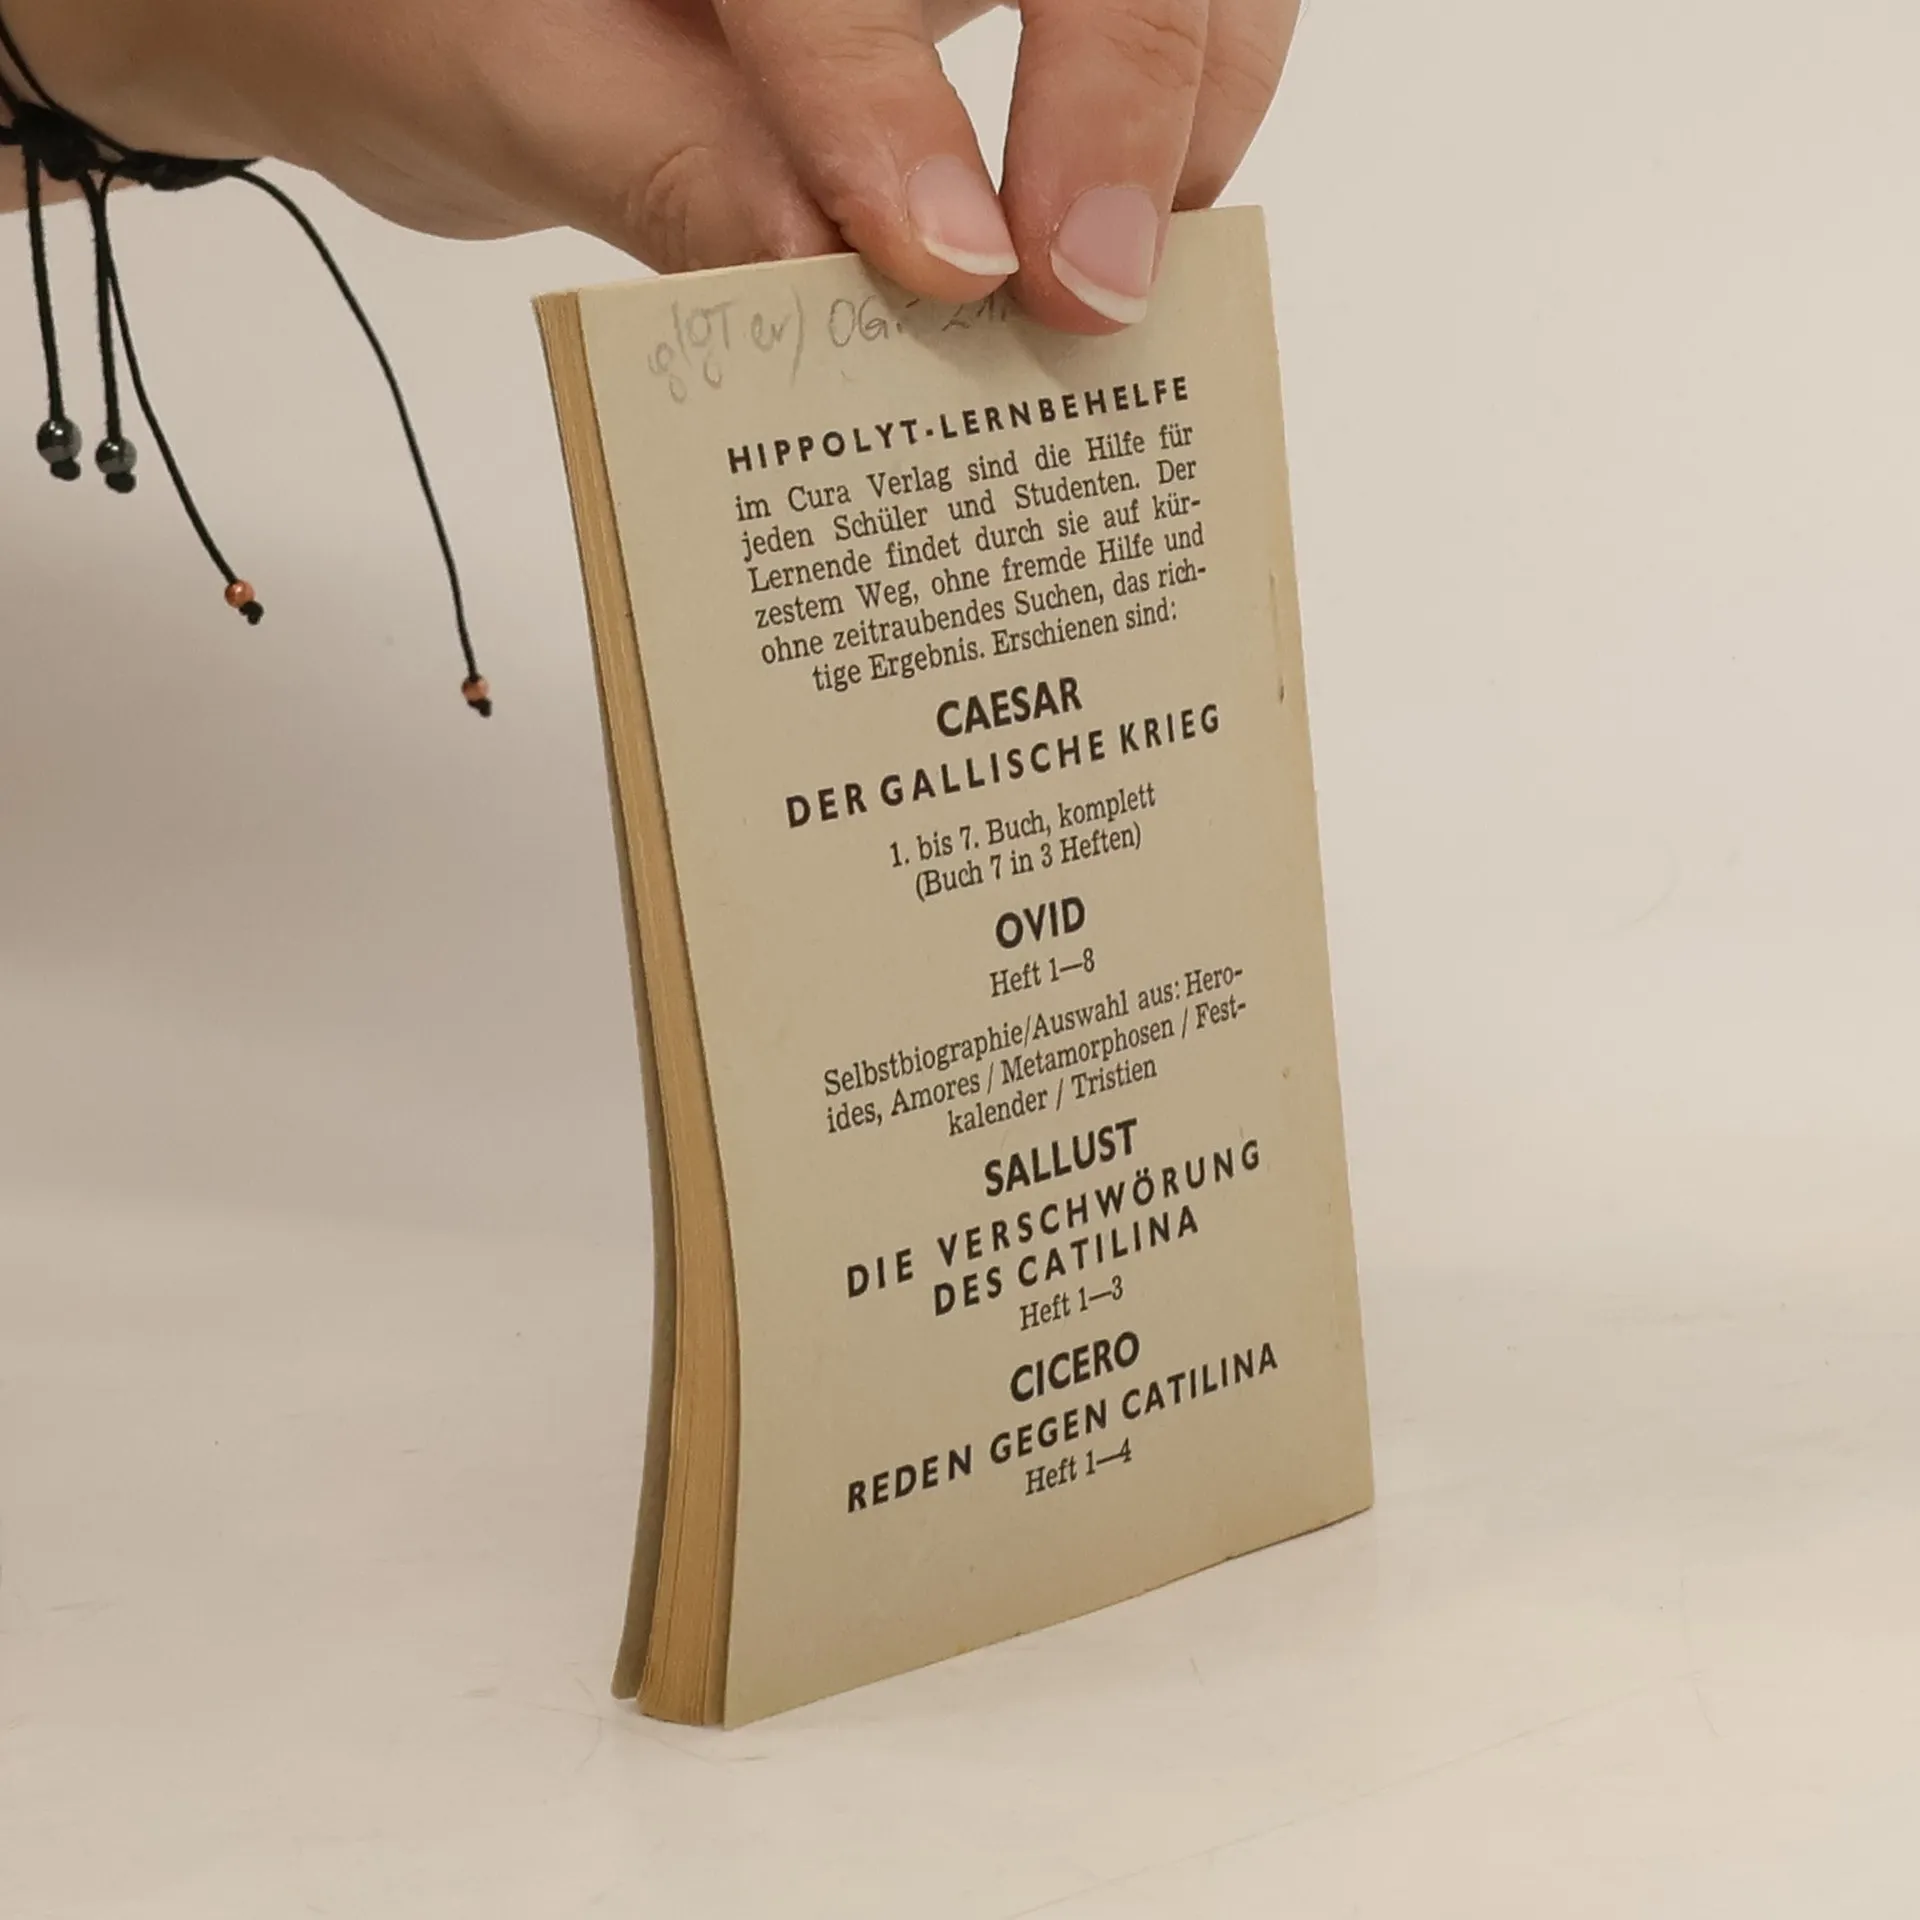 HIPPOLYT-LERNBEHELFE
im Cura Verlag sind die Hilfe für
jeden Schüler und Studenten. Der
Lernende findet durch sie auf kür-
zestem Weg, ohne fremde Hilfe und
ohne zeitraubendes Suchen, das rich-
tige Ergebnis. Erschienen sind:
CAESAR
DER GALLISCHE KRIEG
1. bis 7. Buch, komplett
(Buch 7 in 3 Heften)
OVID
Heft 1—8
Selbstbiographie/Auswahl aus: Hero-
ides, Amores / Metamorphosen / Fest-
kalender / Tristien
SALLUST
DIE VERSCHWÖRUNG
DES CATILINA
Heft 1—3
CICERO
REDEN GEGEN CATILINA
Heft 1—4